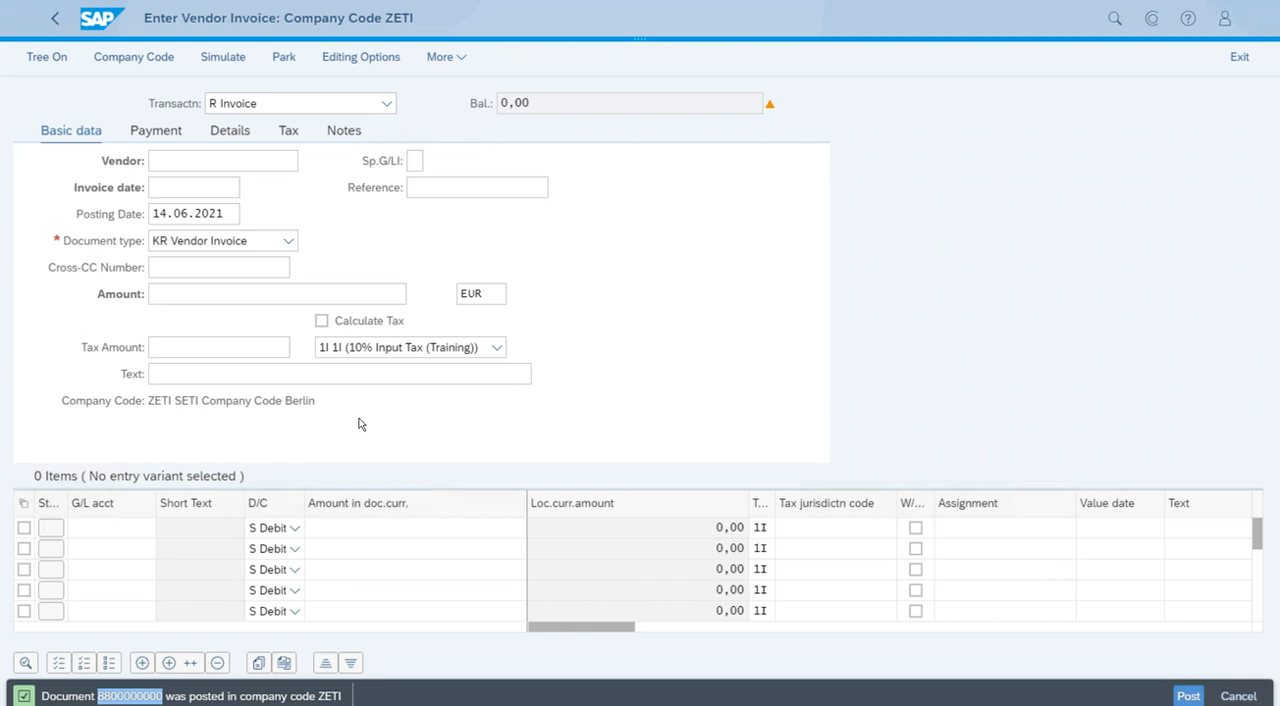 SAP Enter Vendor Invoice: Company Code ZETI
Tree On Company Code Simulate Park Editing Options More Exit
Transactn: R Invoice Bal.: 0,00
Basic data Payment Details Tax Notes
Vendor: Sp.G/LI:
Invoice date: Reference:
Posting Date: 14.06.2021
* Document type: KR Vendor Invoice
Cross-CC Number:
Amount: EUR
Calculate Tax
Tax Amount: 1I 1I (10% Input Tax (Training))
Text:
Company Code: ZETI SETI Company Code Berlin
0 Items ( No entry variant selected )
St... G/L acct Short Text D/C Amount in doc.curr. Loc.curr.amount T... Tax jurisdictn code W/... Assignment Value date Text
S Debit 0,00 1I
S Debit 0,00 1I
S Debit 0,00 1I
S Debit 0,00 1I
S Debit 0,00 1I
Document 8800000000 was posted in company code ZETI Post Cancel